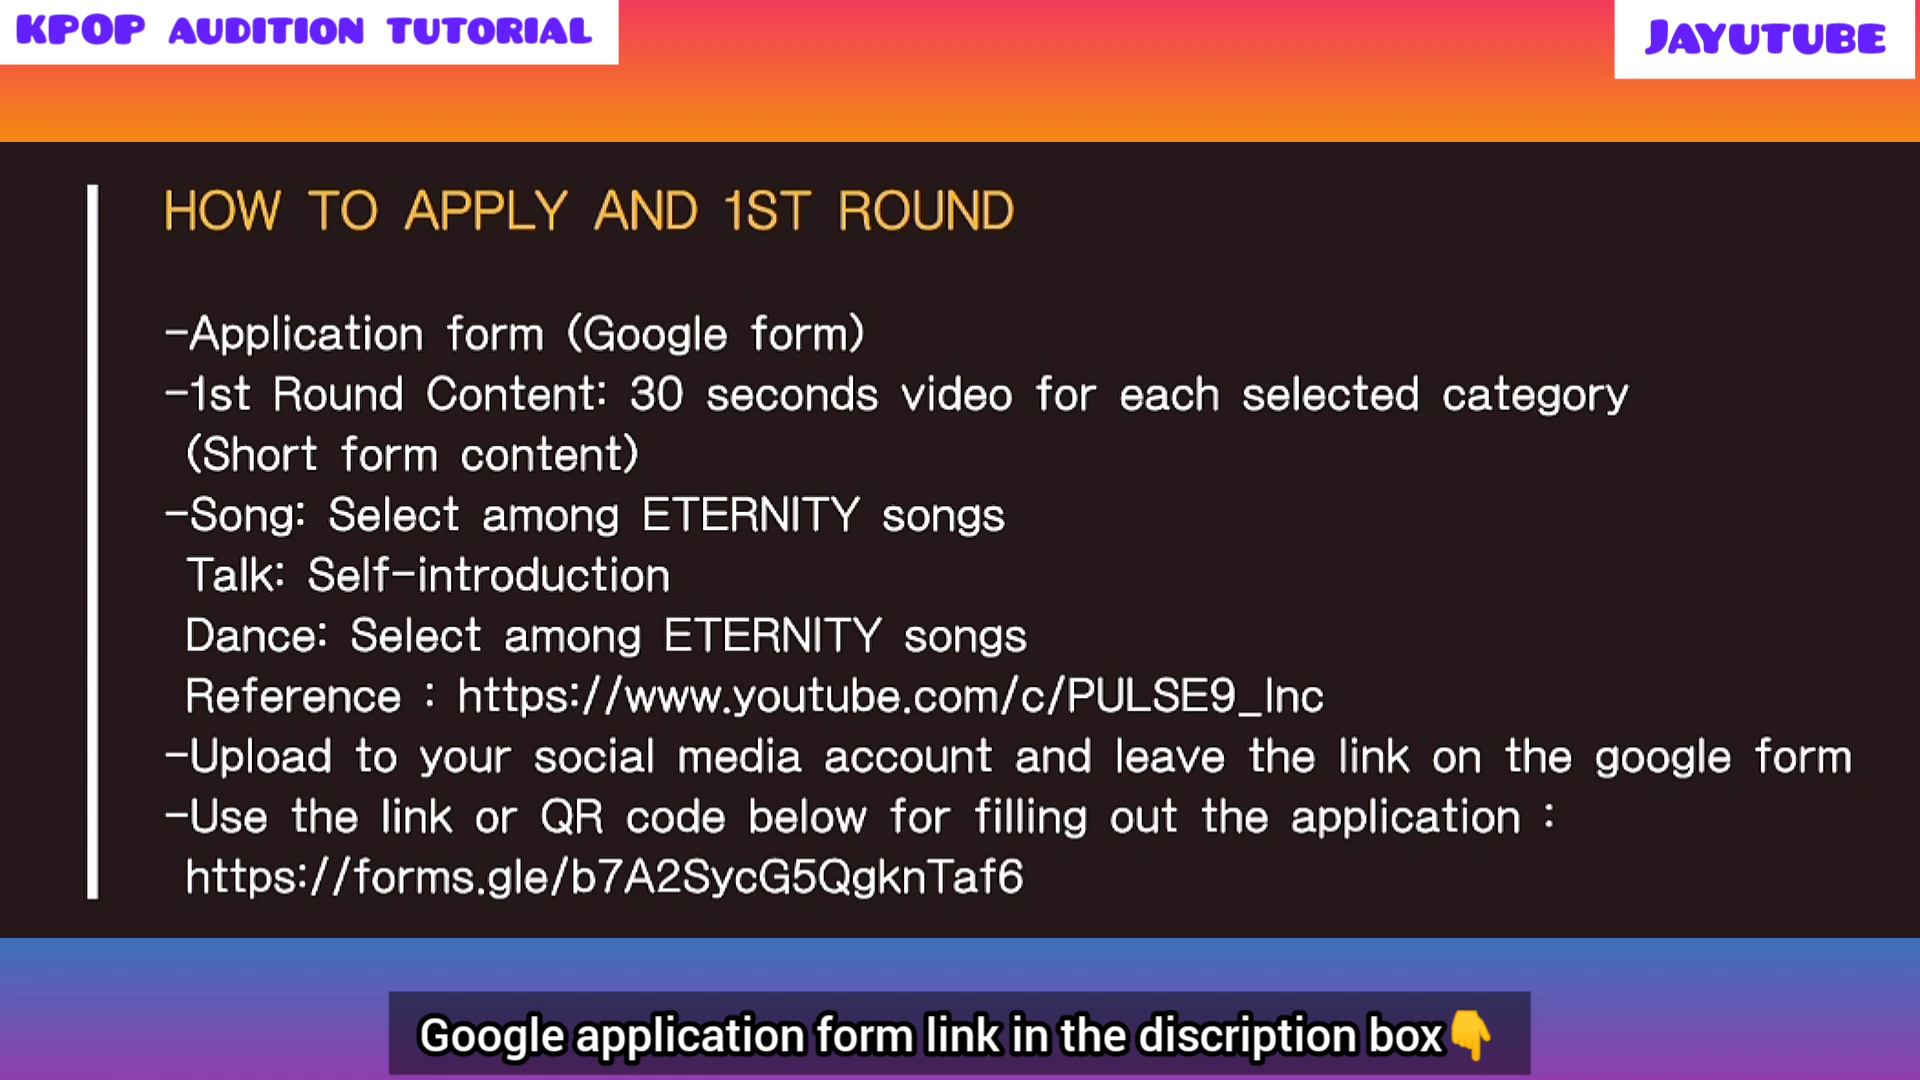 KPOP AUDITION TUTORIAL
JAYUTUBE
HOW TO APPLY AND 1ST ROUND
-Application form (Google form)
-1st Round Content: 30 seconds video for each selected category
(Short form content)
-Song: Select among ETERNITY songs
Talk: Self-introduction
Dance: Select among ETERNITY songs
Reference : https://www.youtube.com/c/PULSE9_Inc
-Upload to your social media account and leave the link on the google form
-Use the link or QR code below for filling out the application :
https://forms.gle/b7A2SycG5QgknTaf6
Google application form link in the discription box👇